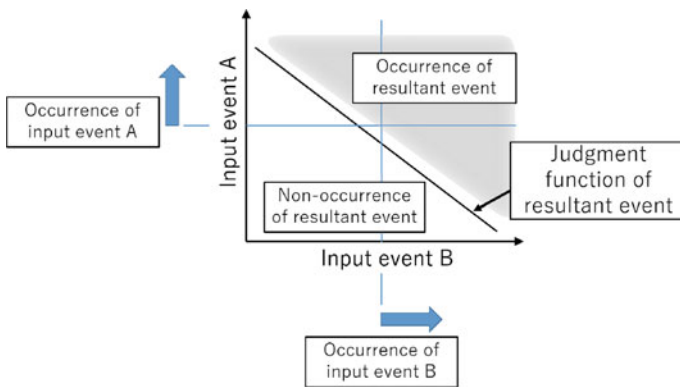 Occurrence of
input event A
Input event A
Occurrence of
resultant event
Non-occurrence
of resultant event
Judgment
function of
resultant event
Input event B
Occurrence of
input event B